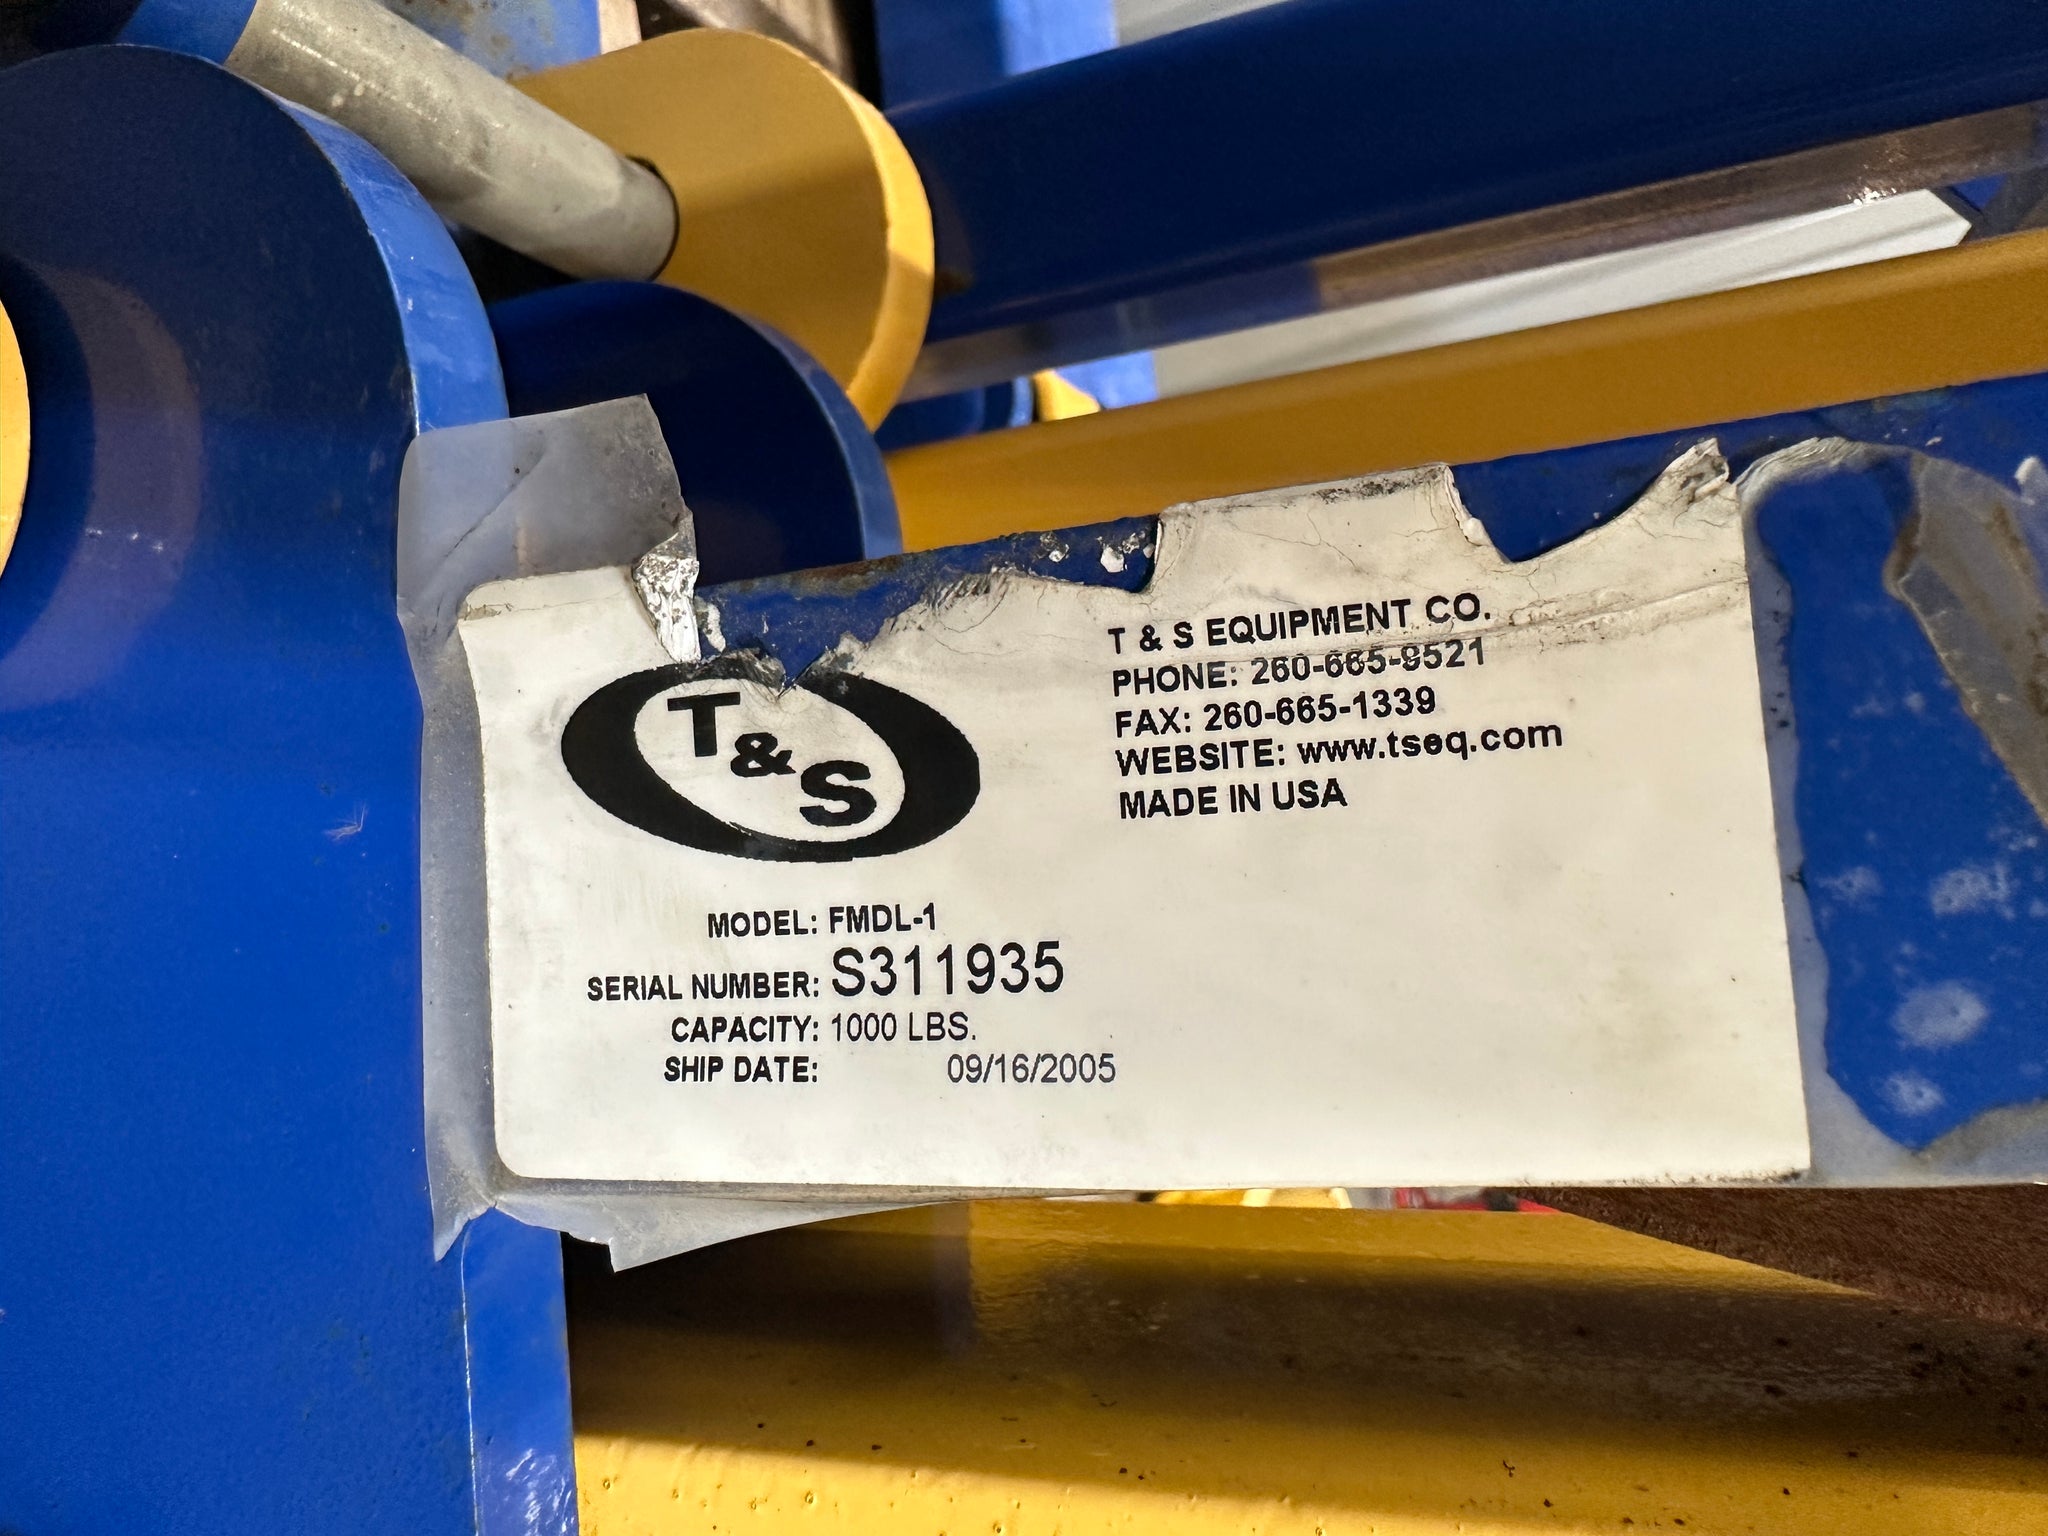 T & S EQUIPMENT CO.
PHONE: 260-665-9521
FAX: 260-665-1339
WEBSITE: www.tseq.com
MADE IN USA
T&S
MODEL: FMDL-1
SERIAL NUMBER: S311935
CAPACITY: 1000 LBS.
SHIP DATE: 09/16/2005